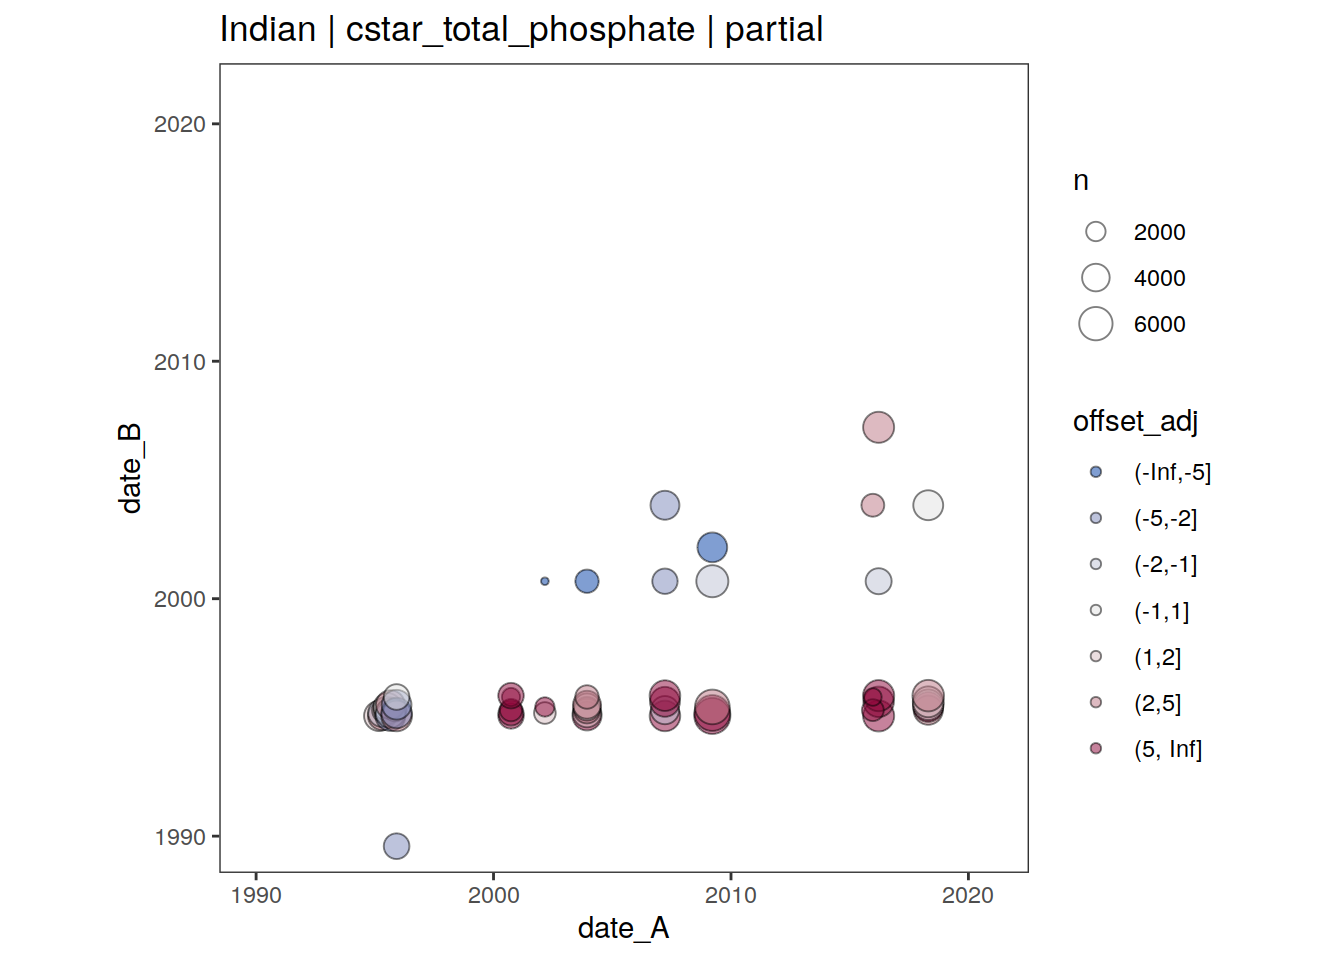 Indian | cstar_total_phosphate | partial
2020
2010
2000
1990
date_B
1990
2000
2010
2020
date_A
n
2000
4000
6000
offset_adj
(-Inf,-5]
(-5,-2]
(-2,-1]
(-1,1]
(1,2]
(2,5]
(5, Inf]